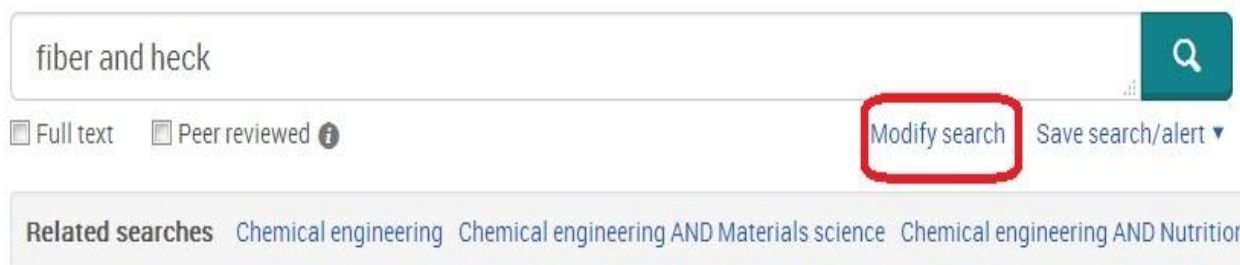 fiber and heck
Full text Peer reviewed i Modify search Save search/alert ▼
Related searches Chemical engineering Chemical engineering AND Materials science Chemical engineering AND Nutrition